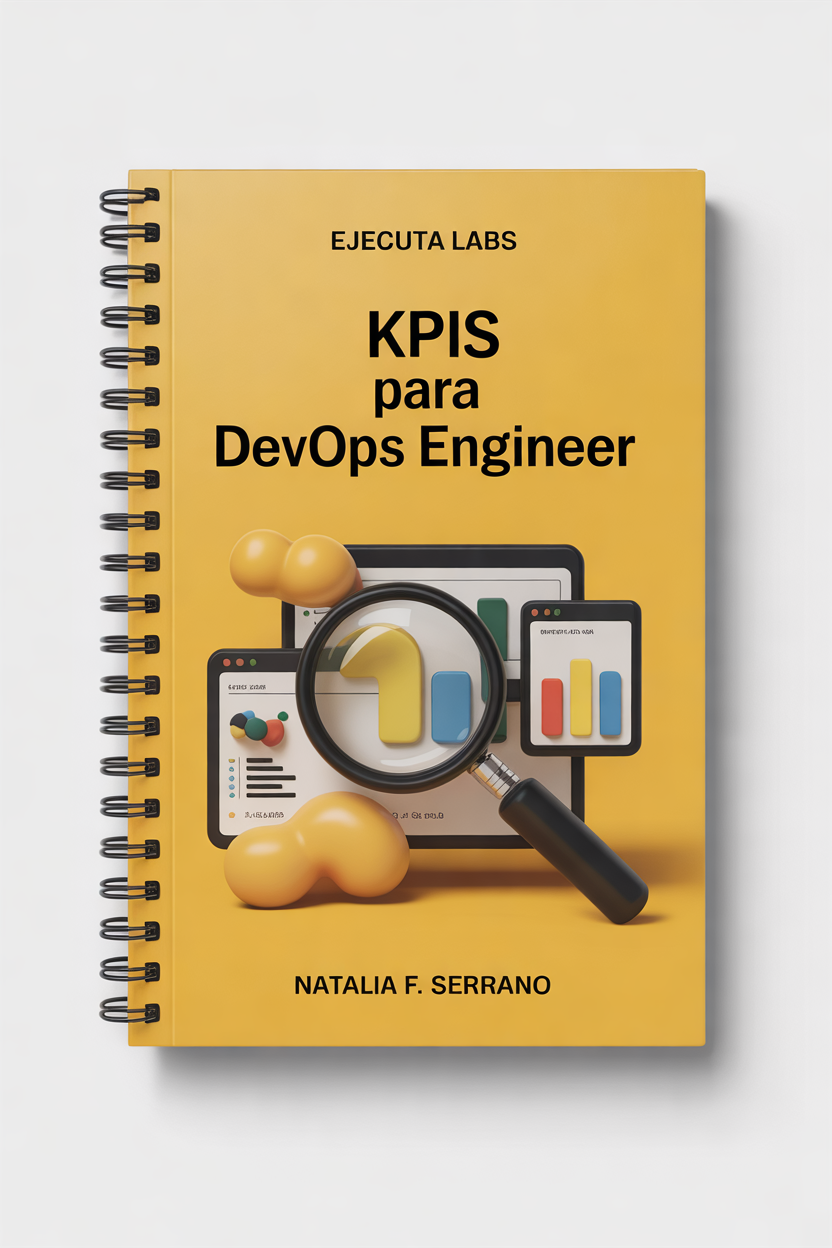 EJECUTA LABS
KPIS
para
DevOps Engineer
NATALIA F. SERRANO